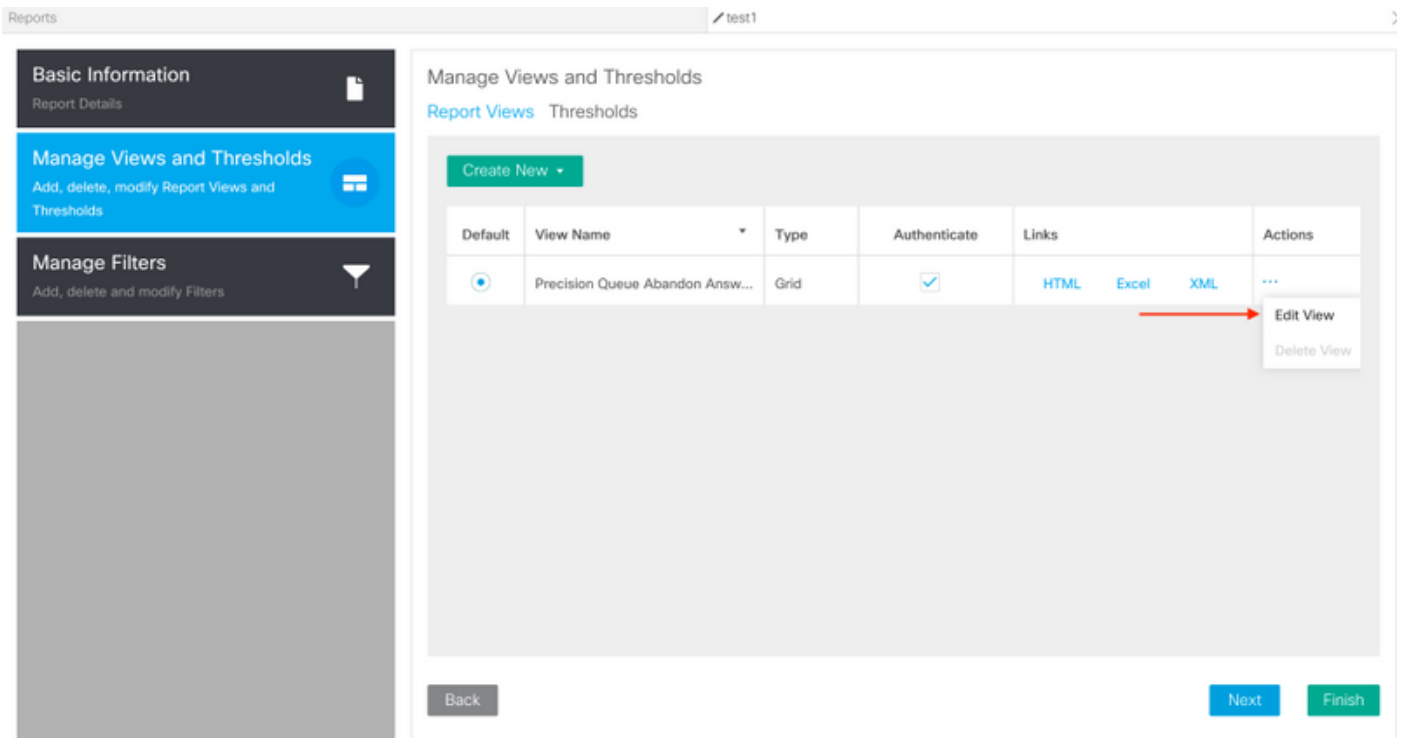 Reports
test1
Basic Information
Report Details
Manage Views and Thresholds
Add, delete, modify Report Views and
Thresholds
Manage Filters
Add, delete and modify Filters
Manage Views and Thresholds
Report Views Thresholds
Create New
Default View Name Type Authenticate Links Actions
Precision Queue Abandon Answ... Grid HTML Excel XML ...
Edit View
Delete View
Back Next Finish